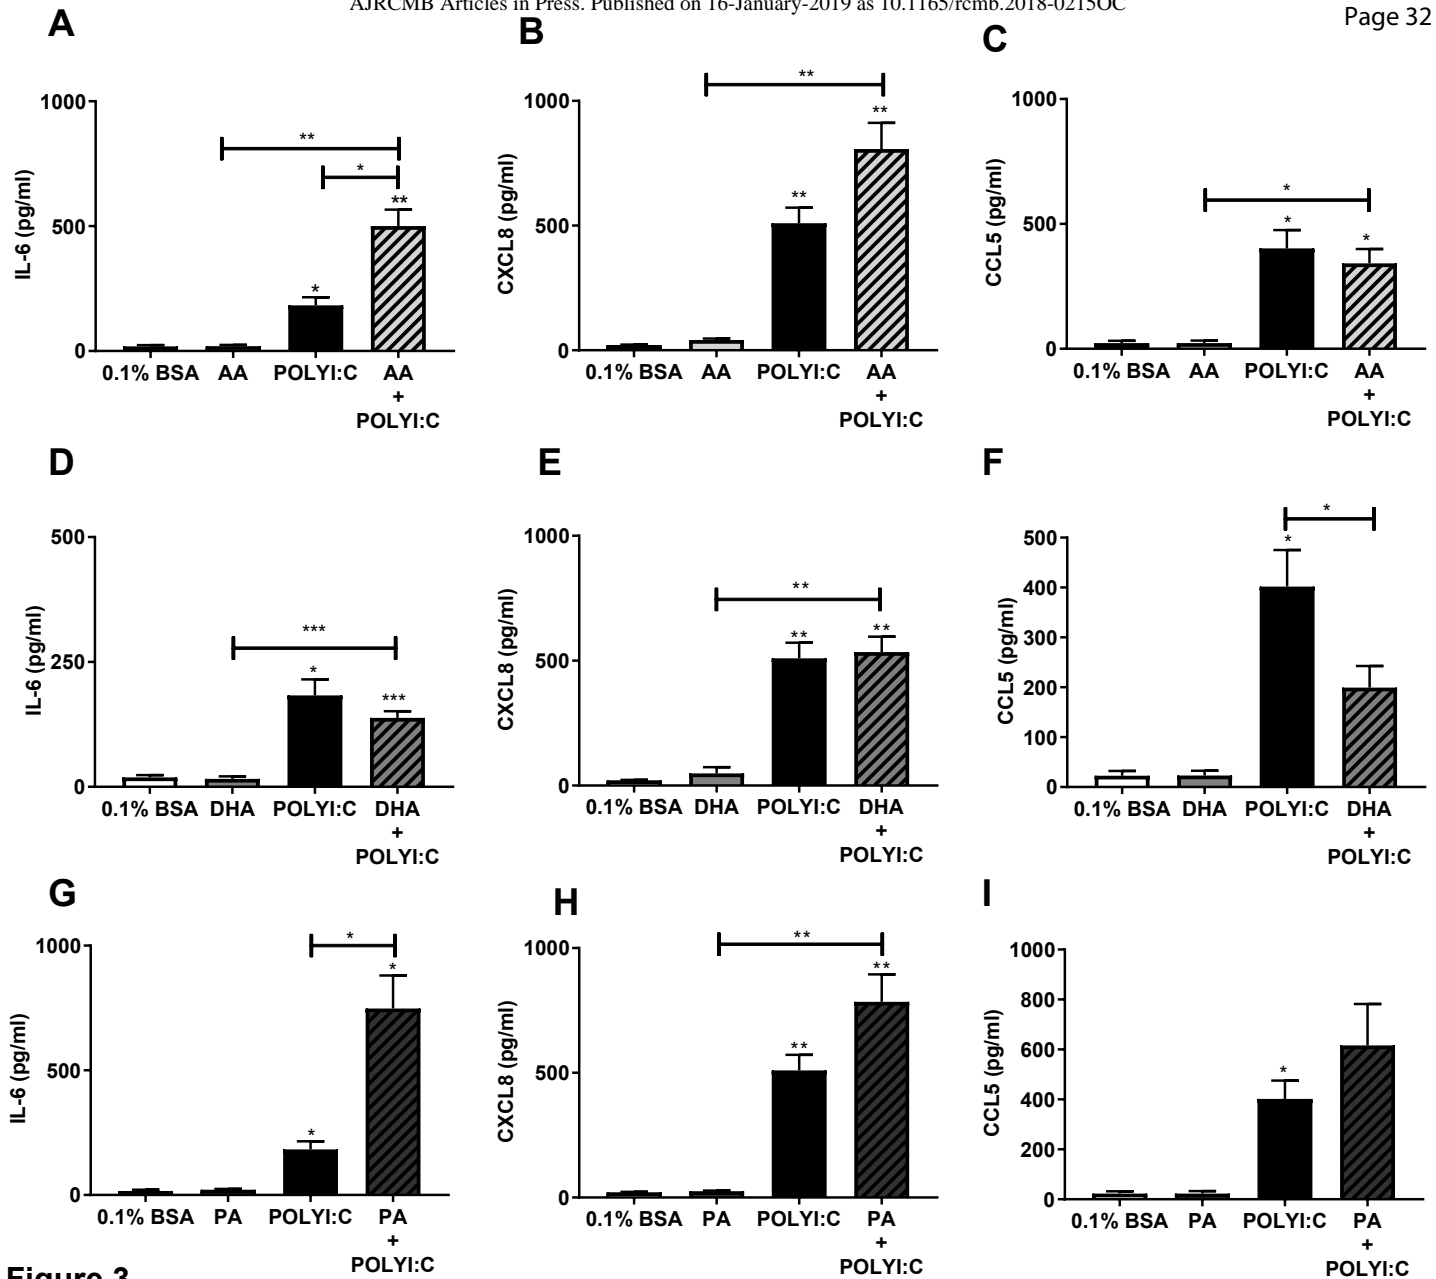 AJRCMB Articles in Press. Published on 16-January-2019 as 10.1165/rcmb.2018-0215OC
Page 32
A
IL-6 (pg/ml)
1000
500
0
**
*
*
**
0.1% BSA AA POLYI:C AA
+
POLYI:C
B
CXCL8 (pg/ml)
1000
500
0
**
**
**
0.1% BSA AA POLYI:C AA
+
POLYI:C
C
CCL5 (pg/ml)
1000
500
0
*
*
*
0.1% BSA AA POLYI:C AA
+
POLYI:C
D
IL-6 (pg/ml)
500
250
0
***
*
***
0.1% BSA DHA POLYI:C DHA
+
POLYI:C
E
CXCL8 (pg/ml)
1000
500
0
**
**
**
0.1% BSA DHA POLYI:C DHA
+
POLYI:C
F
CCL5 (pg/ml)
500
400
300
200
100
0
*
*
0.1% BSA DHA POLYI:C DHA
+
POLYI:C
G
IL-6 (pg/ml)
1000
500
0
*
*
*
0.1% BSA PA POLYI:C PA
+
POLYI:C
H
CXCL8 (pg/ml)
1000
500
0
**
**
**
0.1% BSA PA POLYI:C PA
+
POLYI:C
I
CCL5 (pg/ml)
1000
800
600
400
200
0
*
0.1% BSA PA POLYI:C PA
+
POLYI:C
Figure 3